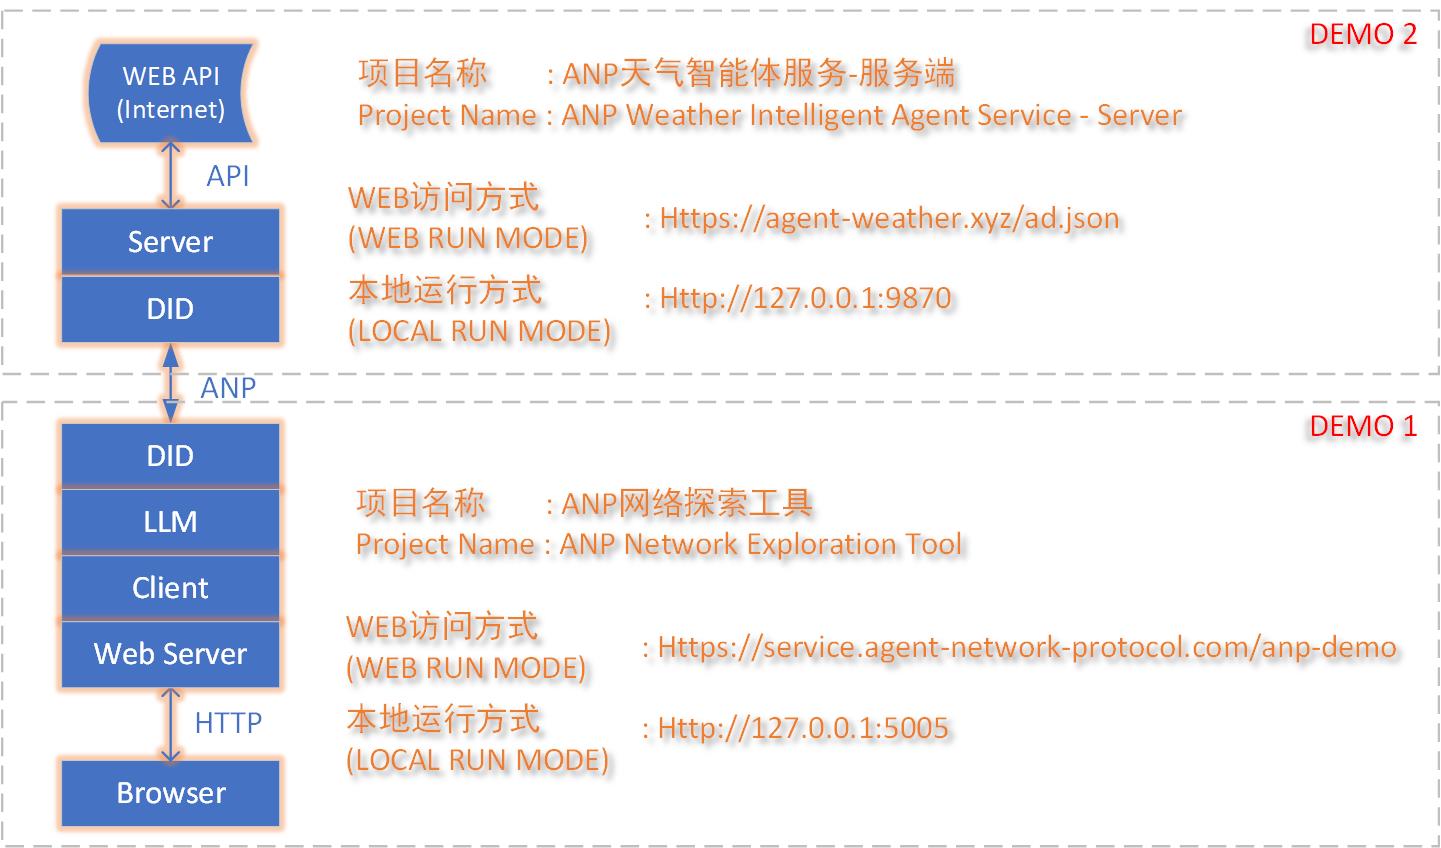 DEMO 2
WEB API
(Internet)
项目名称 : ANP天气智能体服务-服务端
Project Name : ANP Weather Intelligent Agent Service - Server
API
WEB访问方式
(WEB RUN MODE)
: Https://agent-weather.xyz/ad.json
Server
本地运行方式
(LOCAL RUN MODE)
: Http://127.0.0.1:9870
DID
ANP
DEMO 1
DID
项目名称 : ANP网络探索工具
Project Name : ANP Network Exploration Tool
LLM
Client
WEB访问方式
(WEB RUN MODE)
: Https://service.agent-network-protocol.com/anp-demo
Web Server
本地运行方式
(LOCAL RUN MODE)
: Http://127.0.0.1:5005
HTTP
Browser